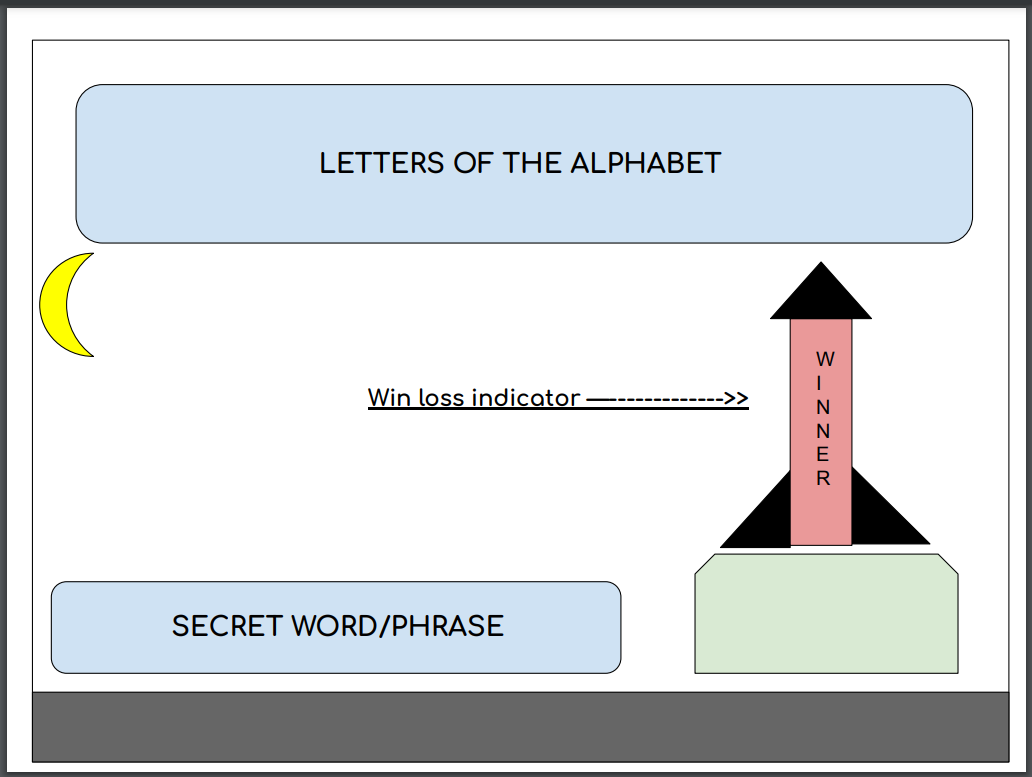 LETTERS OF THE ALPHABET
Win loss indicator —-------------->>
W
I
N
N
E
R
SECRET WORD/PHRASE